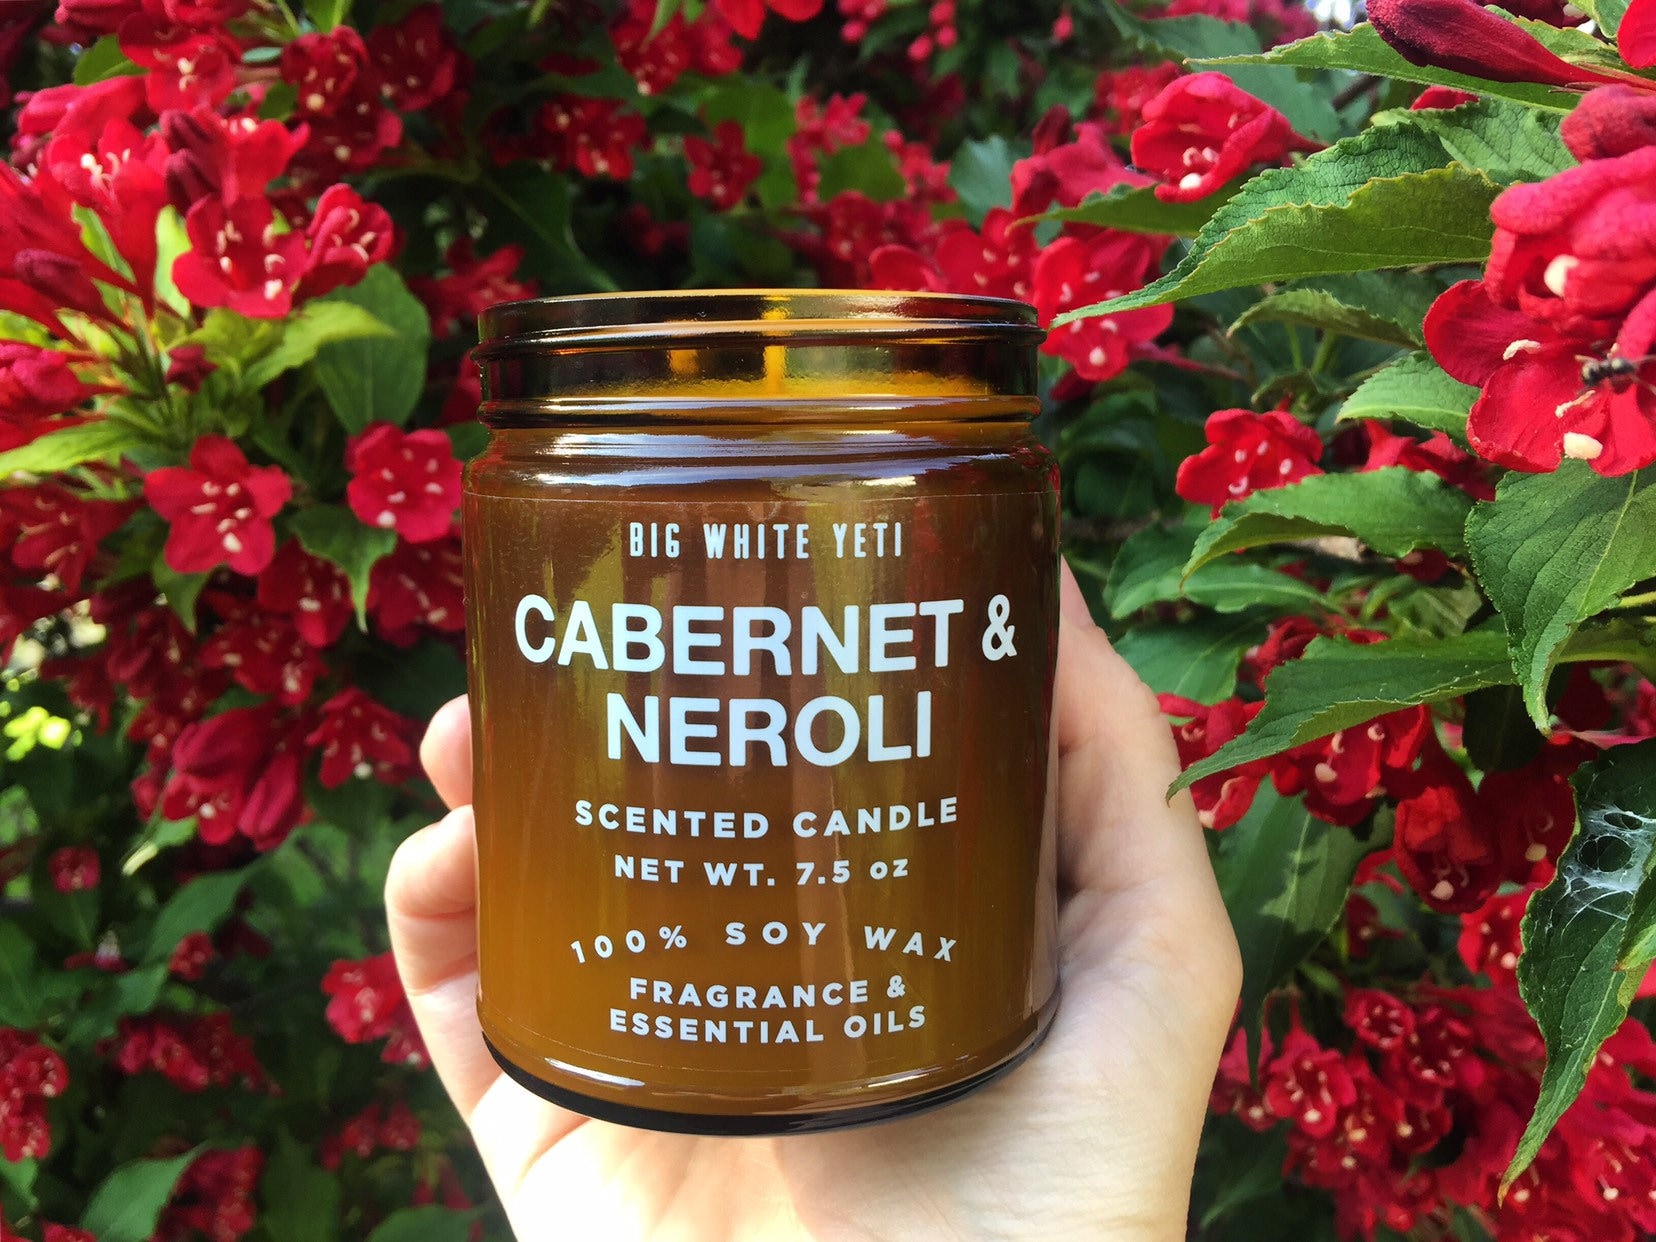 BIG WHITE YETI
CABERNET &
NEROLI
SCENTED CANDLE
NET WT. 7.5 oz
100% SOY WAX
FRAGRANCE &
ESSENTIAL OILS